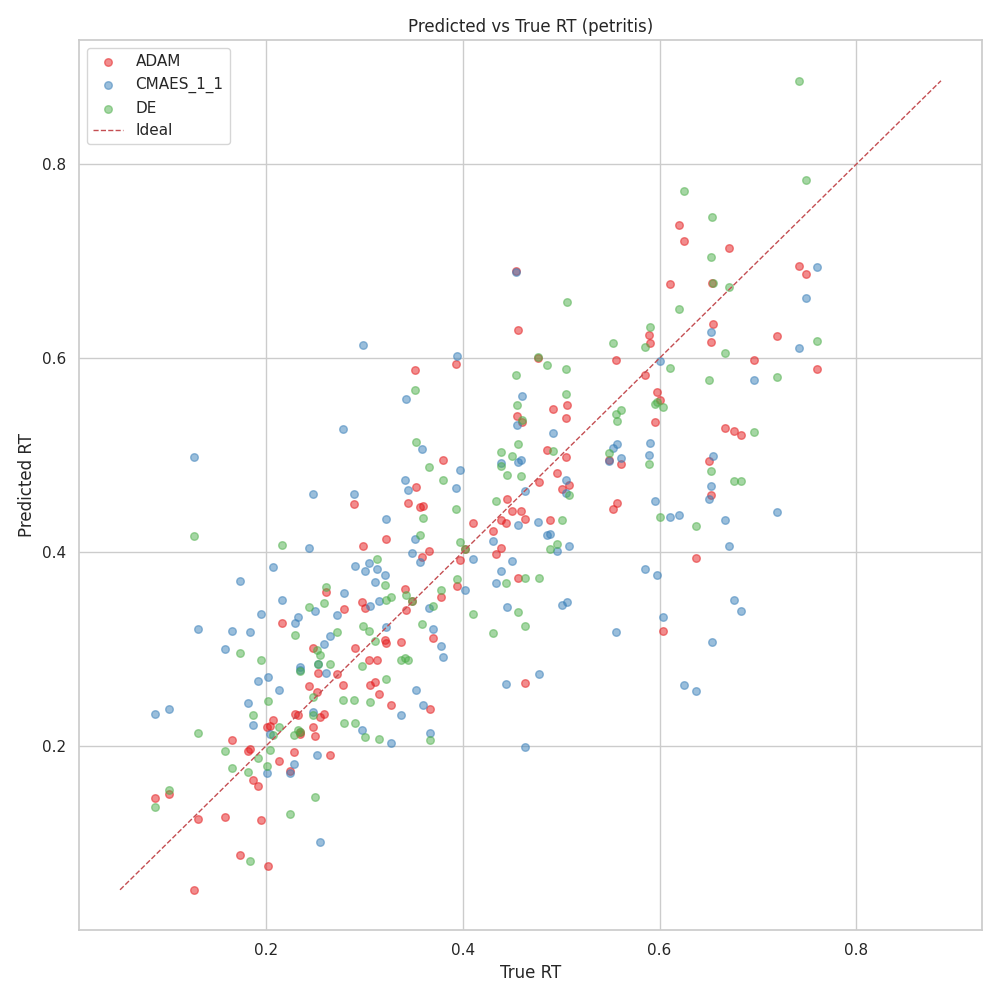 Predicted vs True RT (petritis)
ADAM
CMAES_1_1
DE
Ideal
0.8
0.6
0.4
0.2
Predicted RT
0.2 0.4 0.6 0.8
True RT